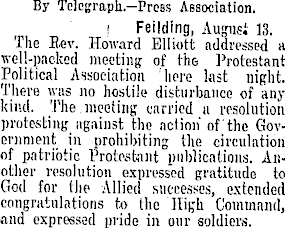 By Telegraph.—Press Association.
Feilding, August 13.
The Rev. Howard Elliott addressed a
well-packed meeting of the Protestant
Political Association here last night.
There was no hostile disturbance of any
kind. The meeting carried a resolution
protesting against the action of the Gov-
ernment in prohibiting the circulation
of patriotic Protestant publications. An-
other resolution expressed gratitude to
God for the Allied successes, extended
congratulations to the High Command,
and expressed pride in our soldiers.